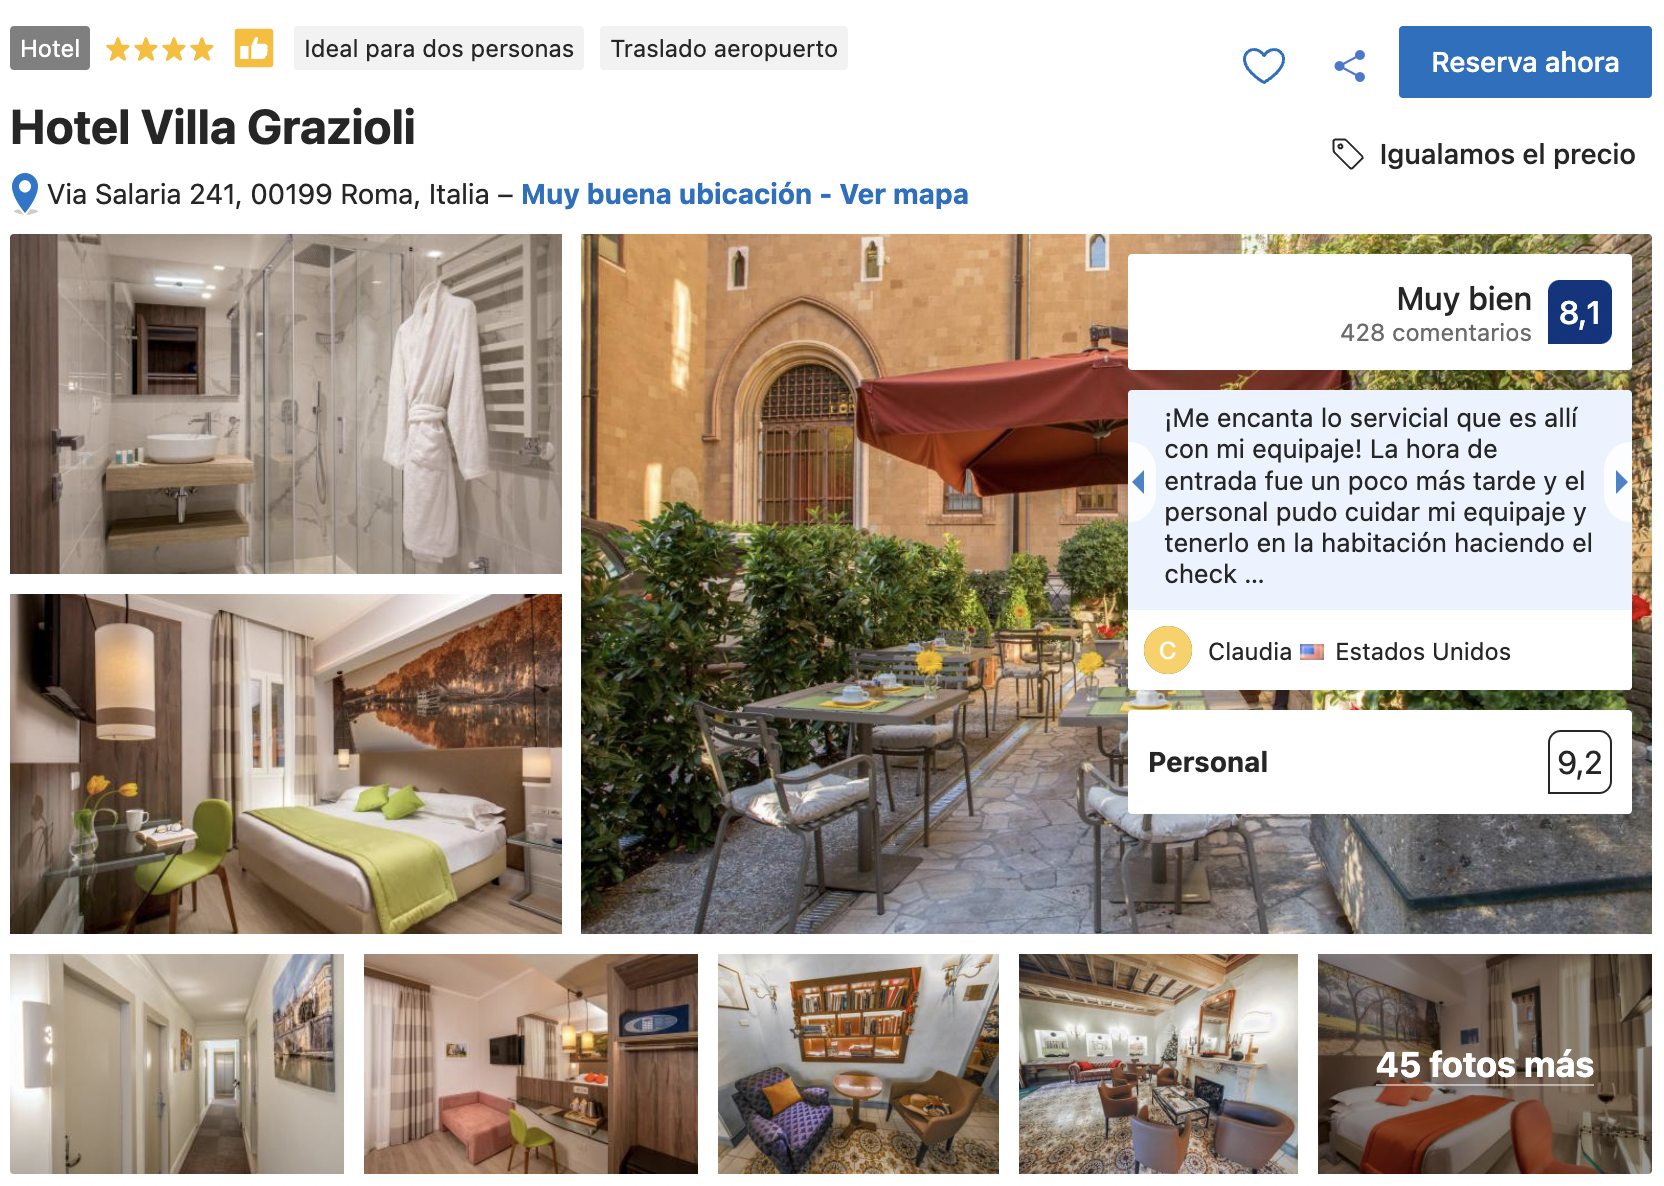 Hotel
Ideal para dos personas
Traslado aeropuerto
Reserva ahora
Hotel Villa Grazioli
Igualamos el precio
Via Salaria 241, 00199 Roma, Italia – Muy buena ubicación - Ver mapa
Muy bien
428 comentarios
8,1
¡Me encanta lo servicial que es allí
con mi equipaje! La hora de
entrada fue un poco más tarde y el
personal pudo cuidar mi equipaje y
tenerlo en la habitación haciendo el
check ...
C
Claudia Estados Unidos
Personal
9,2
3
4
45 fotos más